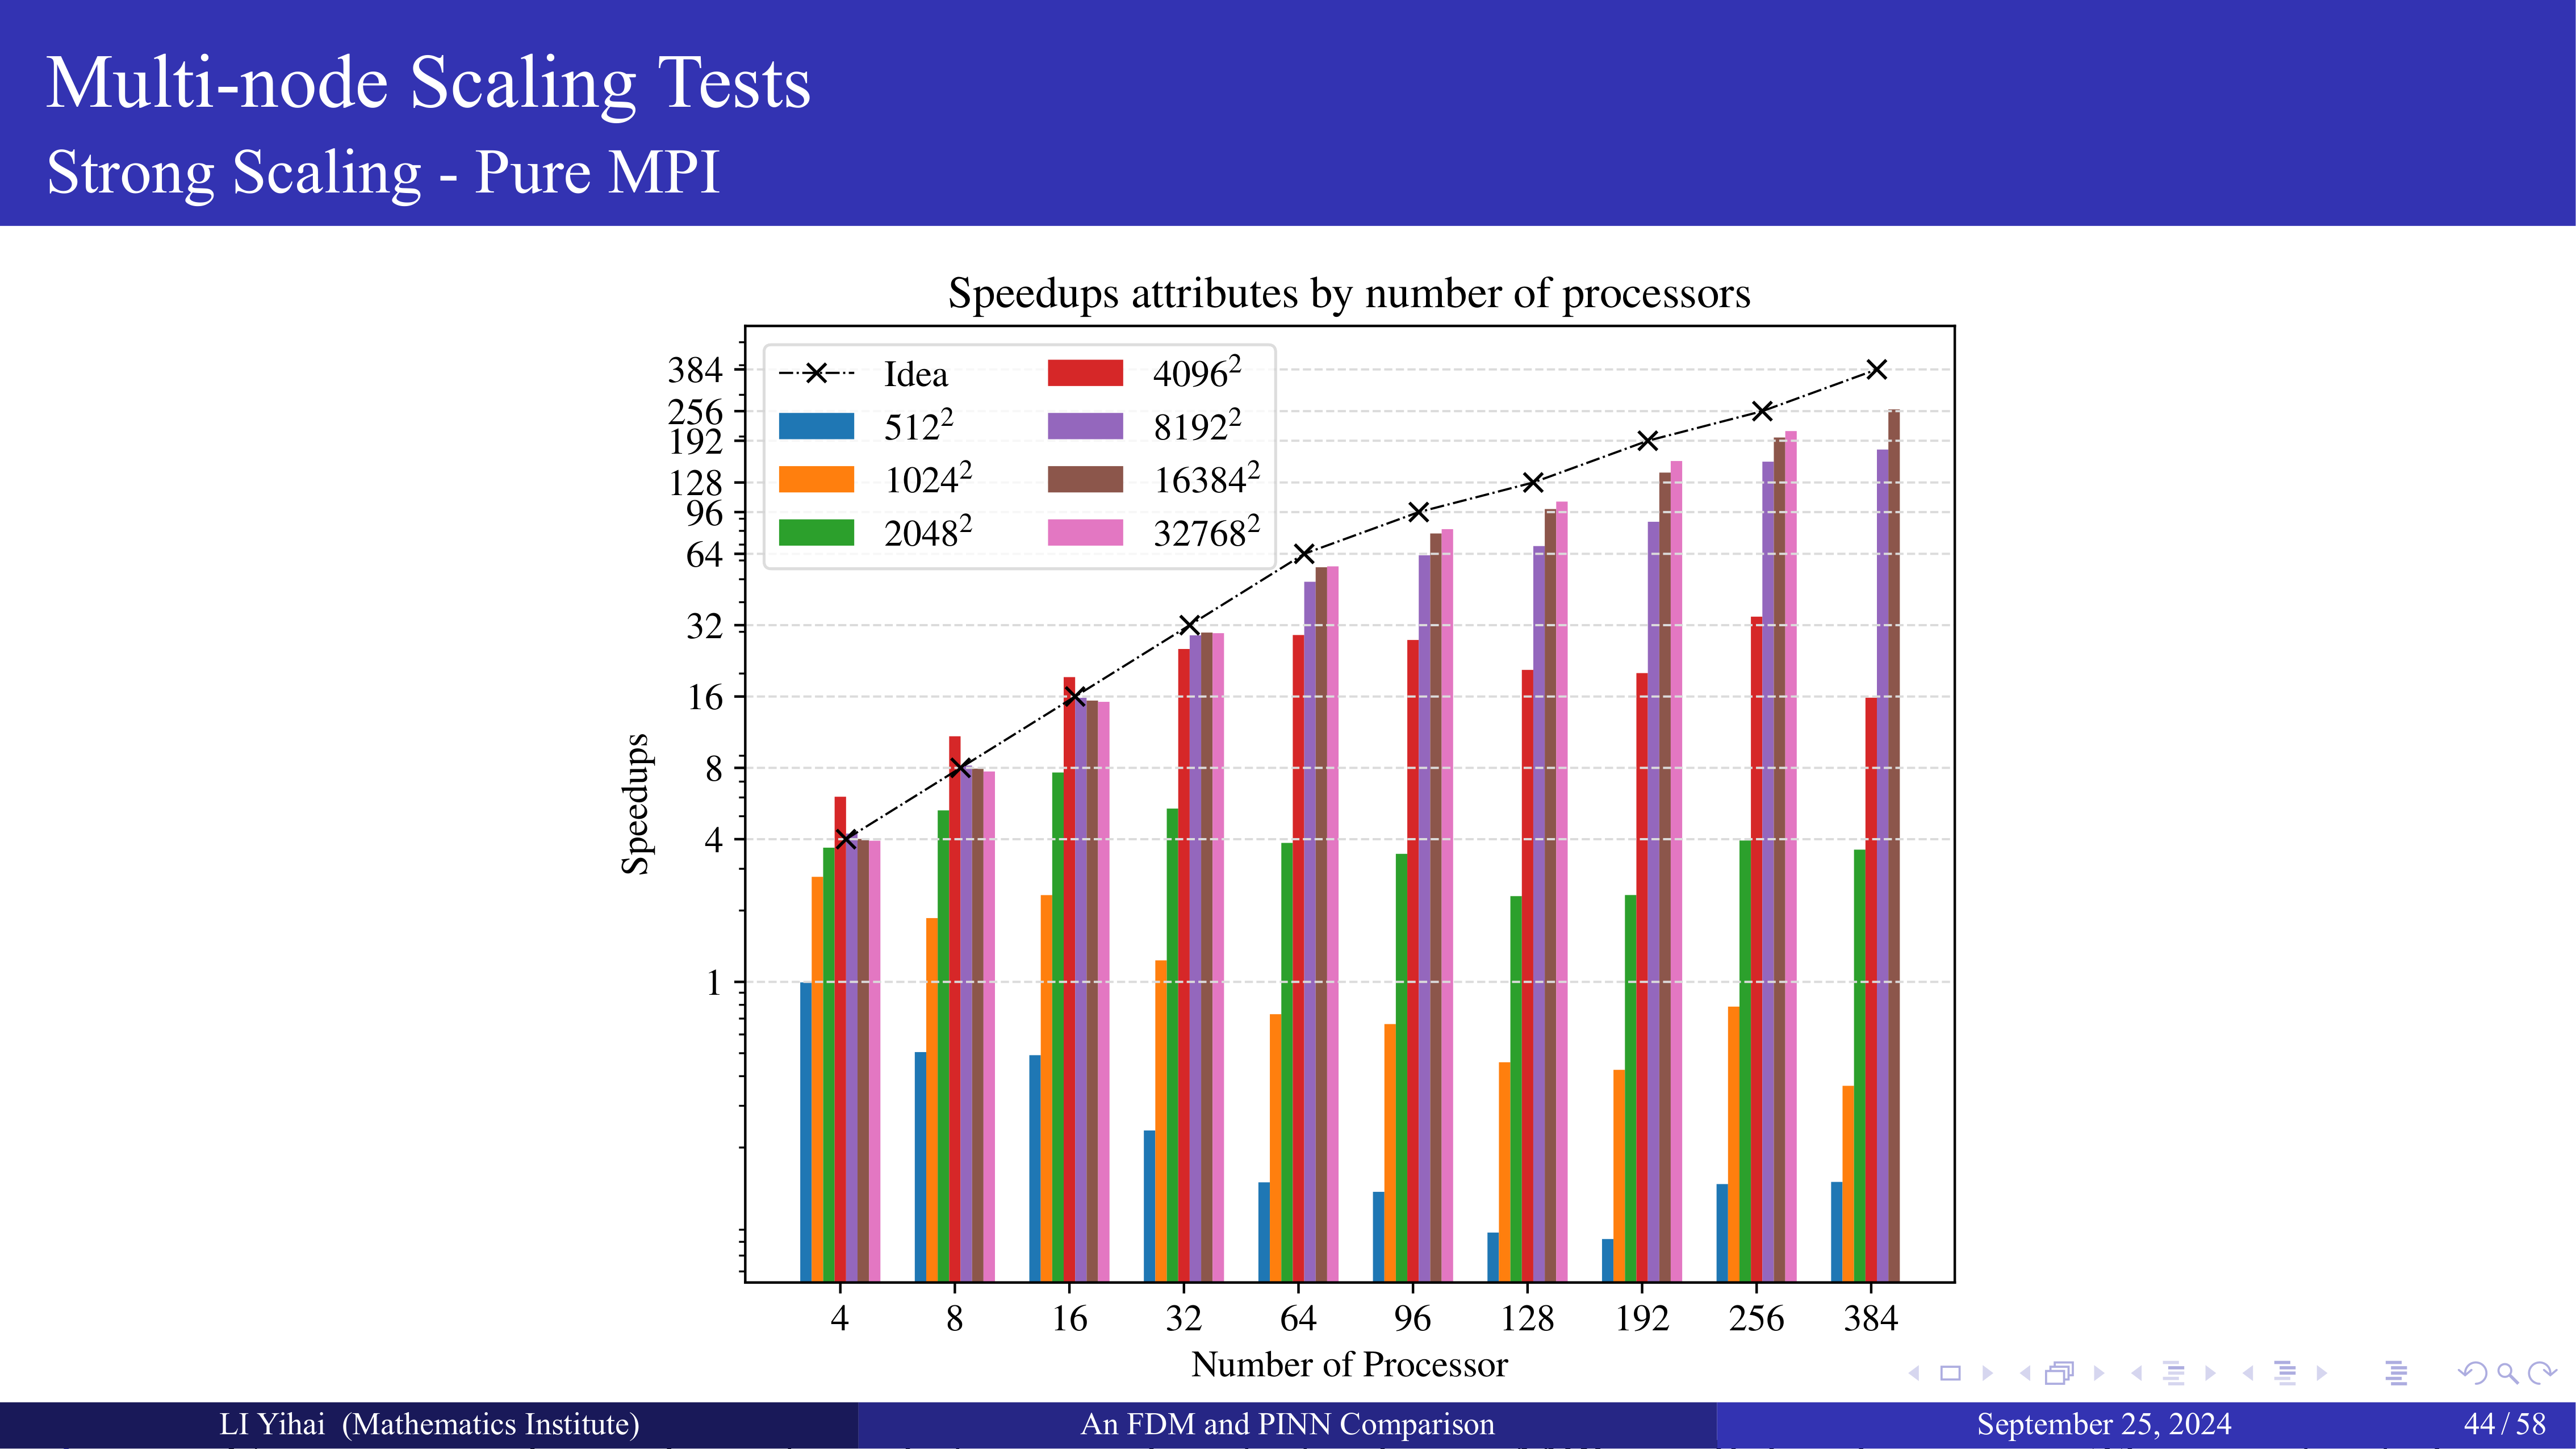 Multi-node Scaling Tests
Strong Scaling - Pure MPI
Speedups attributes by number of processors
Idea
512²
1024²
2048²
4096²
8192²
16384²
32768²
384
256
192
128
96
64
32
16
8
4
1
Speedups
4 8 16 32 64 96 128 192 256 384
Number of Processor
LI Yihai (Mathematics Institute) An FDM and PINN Comparison September 25, 2024 44 / 58